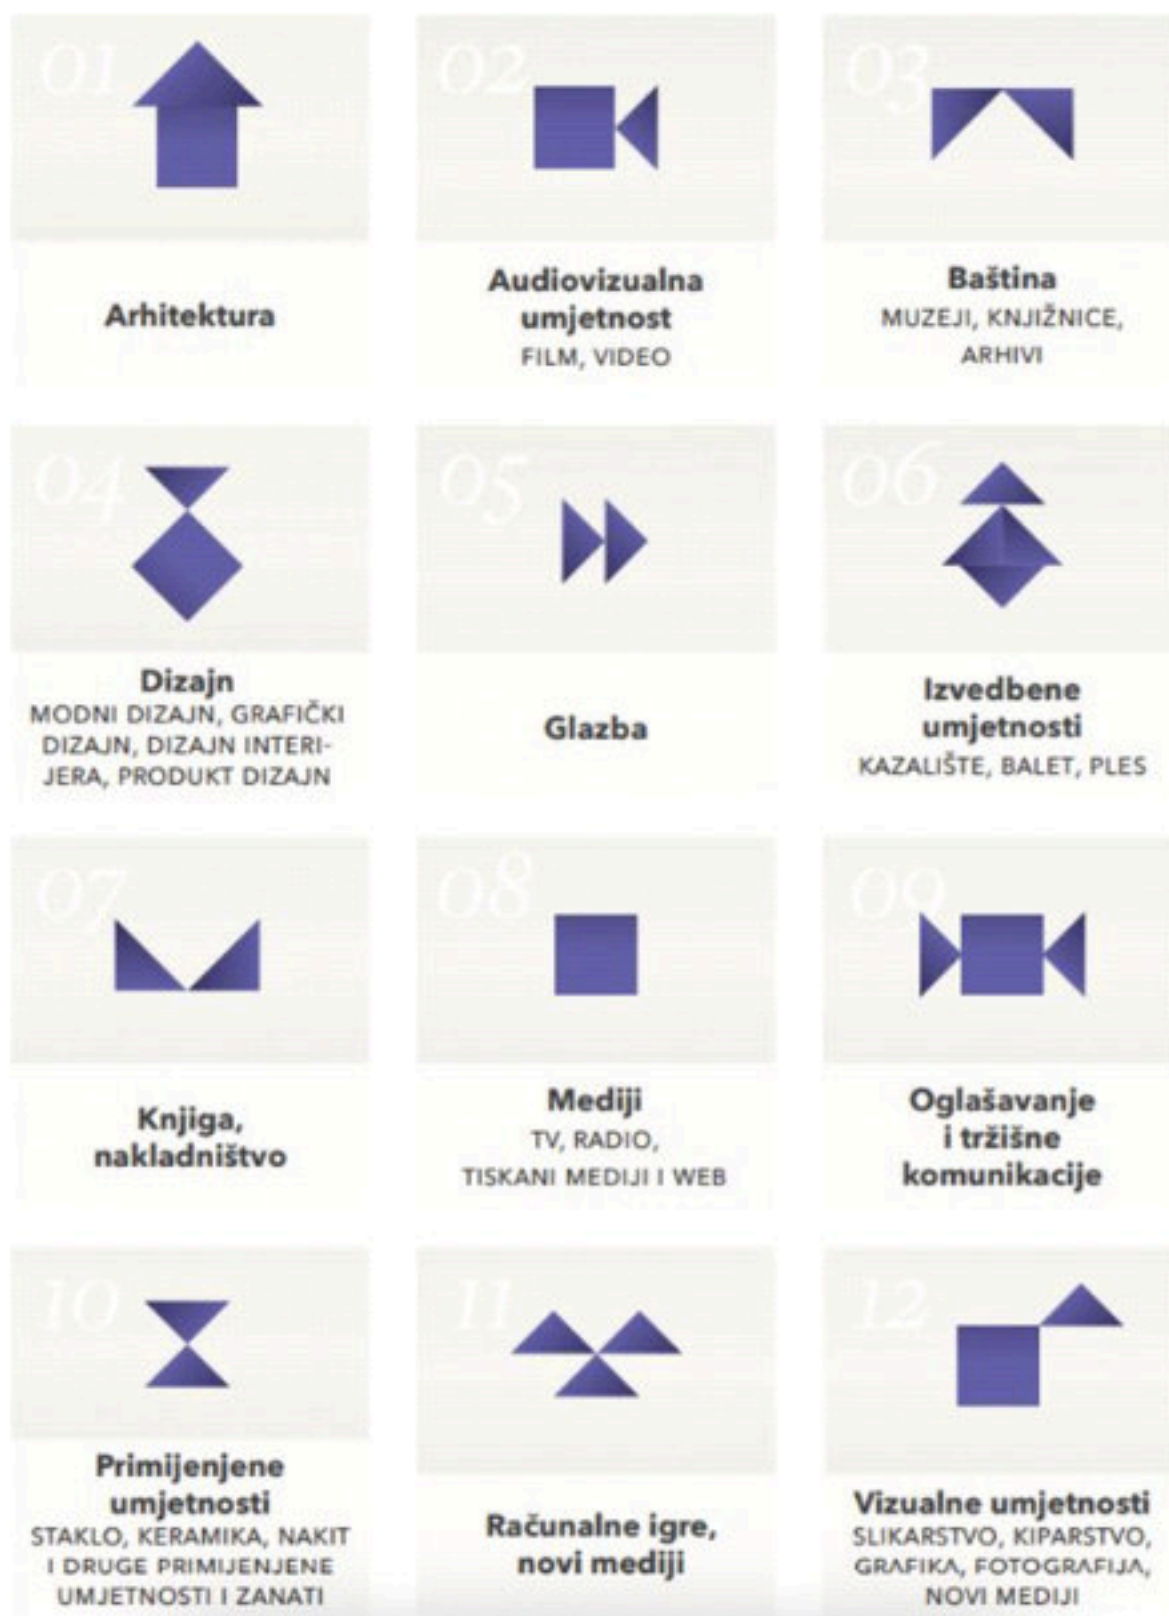 01
Arhitektura
02
Audiovizualna
umjetnost
FILM, VIDEO
03
Baština
MUZEJI, KNJIŽNICE,
ARHIVI
04
Dizajn
MODNI DIZAJN, GRAFIČKI
DIZAJN, DIZAJN INTERI-
JERA, PRODUKT DIZAJN
05
Glazba
06
Izvedbene
umjetnosti
KAZALIŠTE, BALET, PLES
07
Knjiga,
nakladništvo
08
Mediji
TV, RADIO,
TISKANI MEDIJI I WEB
09
Oglašavanje
i tržišne
komunikacije
10
Primijenjene
umjetnosti
STAKLO, KERAMIKA, NAKIT
I DRUGE PRIMIJENJENE
UMJETNOSTI I ZANATI
11
Računalne igre,
novi mediji
12
Vizualne umjetnosti
SLIKARSTVO, KIPARSTVO,
GRAFIKA, FOTOGRAFIJA,
NOVI MEDIJI